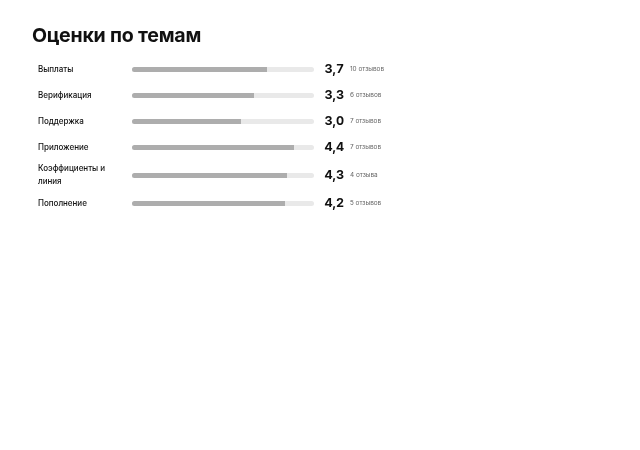 Оценки по темам
Выплаты 3,7 10 отзывов
Верификация 3,3 6 отзывов
Поддержка 3,0 7 отзывов
Приложение 4,4 7 отзывов
Коэффициенты и
линия 4,3 4 отзыва
Пополнение 4,2 5 отзывов